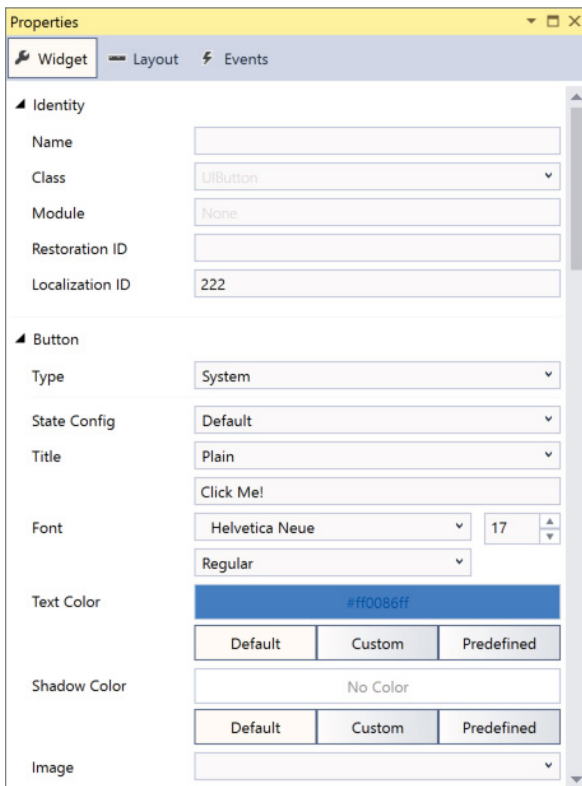 Properties
Widget Layout Events
Identity
Name
Class UIButton
Module None
Restoration ID
Localization ID 222
Button
Type System
State Config Default
Title Plain
Click Me!
Font Helvetica Neue 17
Regular
Text Color #ff0086ff
Default Custom Predefined
Shadow Color No Color
Default Custom Predefined
Image